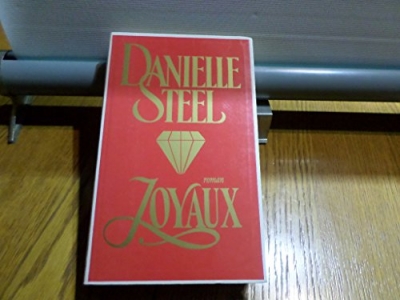 DANIELLE
STEEL
roman
JOYAUX